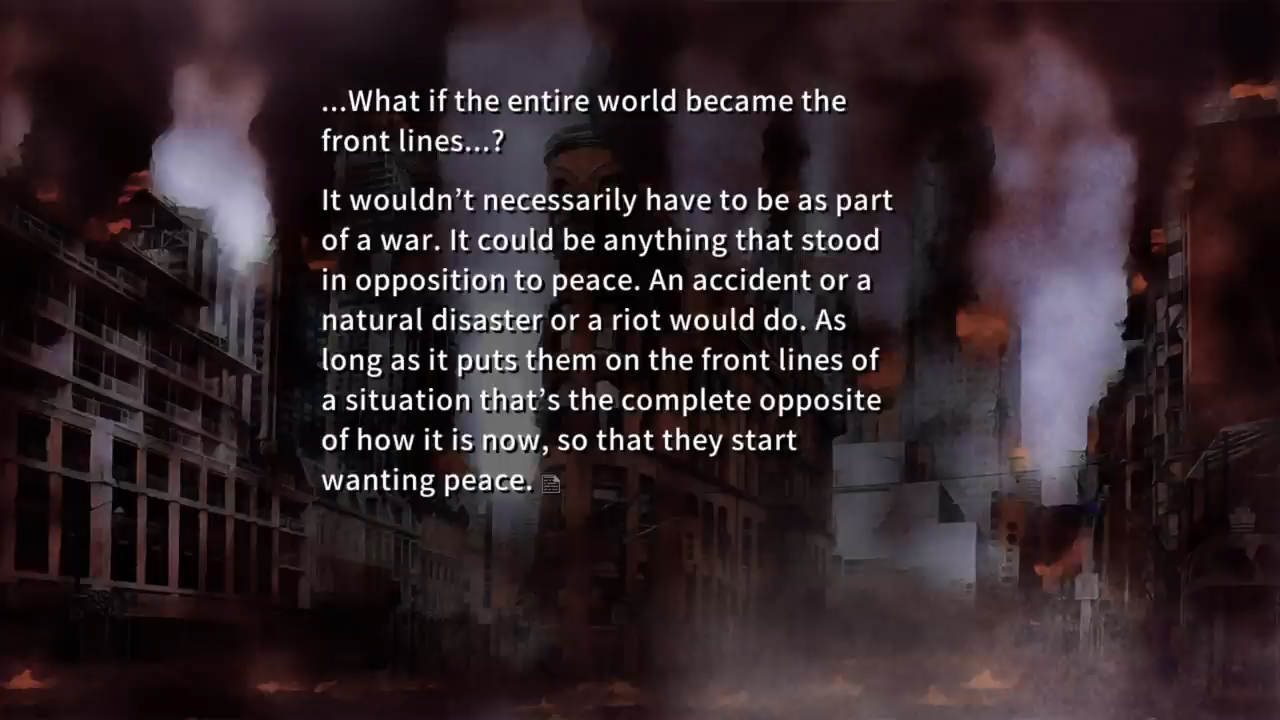 ...What if the entire world became the
front lines...?
It wouldn’t necessarily have to be as part
of a war. It could be anything that stood
in opposition to peace. An accident or a
natural disaster or a riot would do. As
long as it puts them on the front lines of
a situation that’s the complete opposite
of how it is now, so that they start
wanting peace.